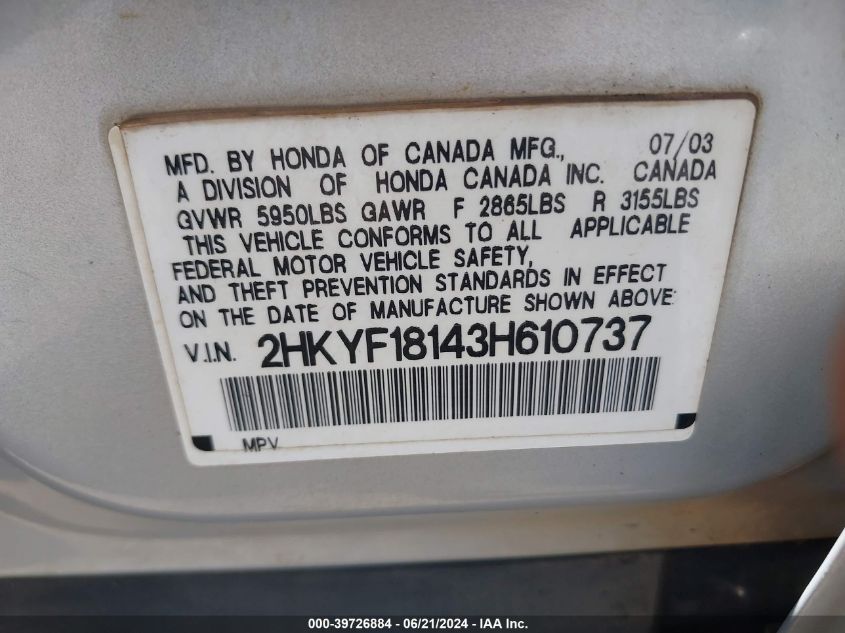 MFD. BY HONDA OF CANADA MFG., 07/03
A DIVISION OF HONDA CANADA INC. CANADA
GVWR 5950LBS GAWR F 2865LBS R 3155LBS
THIS VEHICLE CONFORMS TO ALL APPLICABLE
FEDERAL MOTOR VEHICLE SAFETY,
AND THEFT PREVENTION STANDARDS IN EFFECT
ON THE DATE OF MANUFACTURE SHOWN ABOVE:
V.I.N. 2HKYF18143H610737
MPV
000-39726884 - 06/21/2024 - IAA Inc.